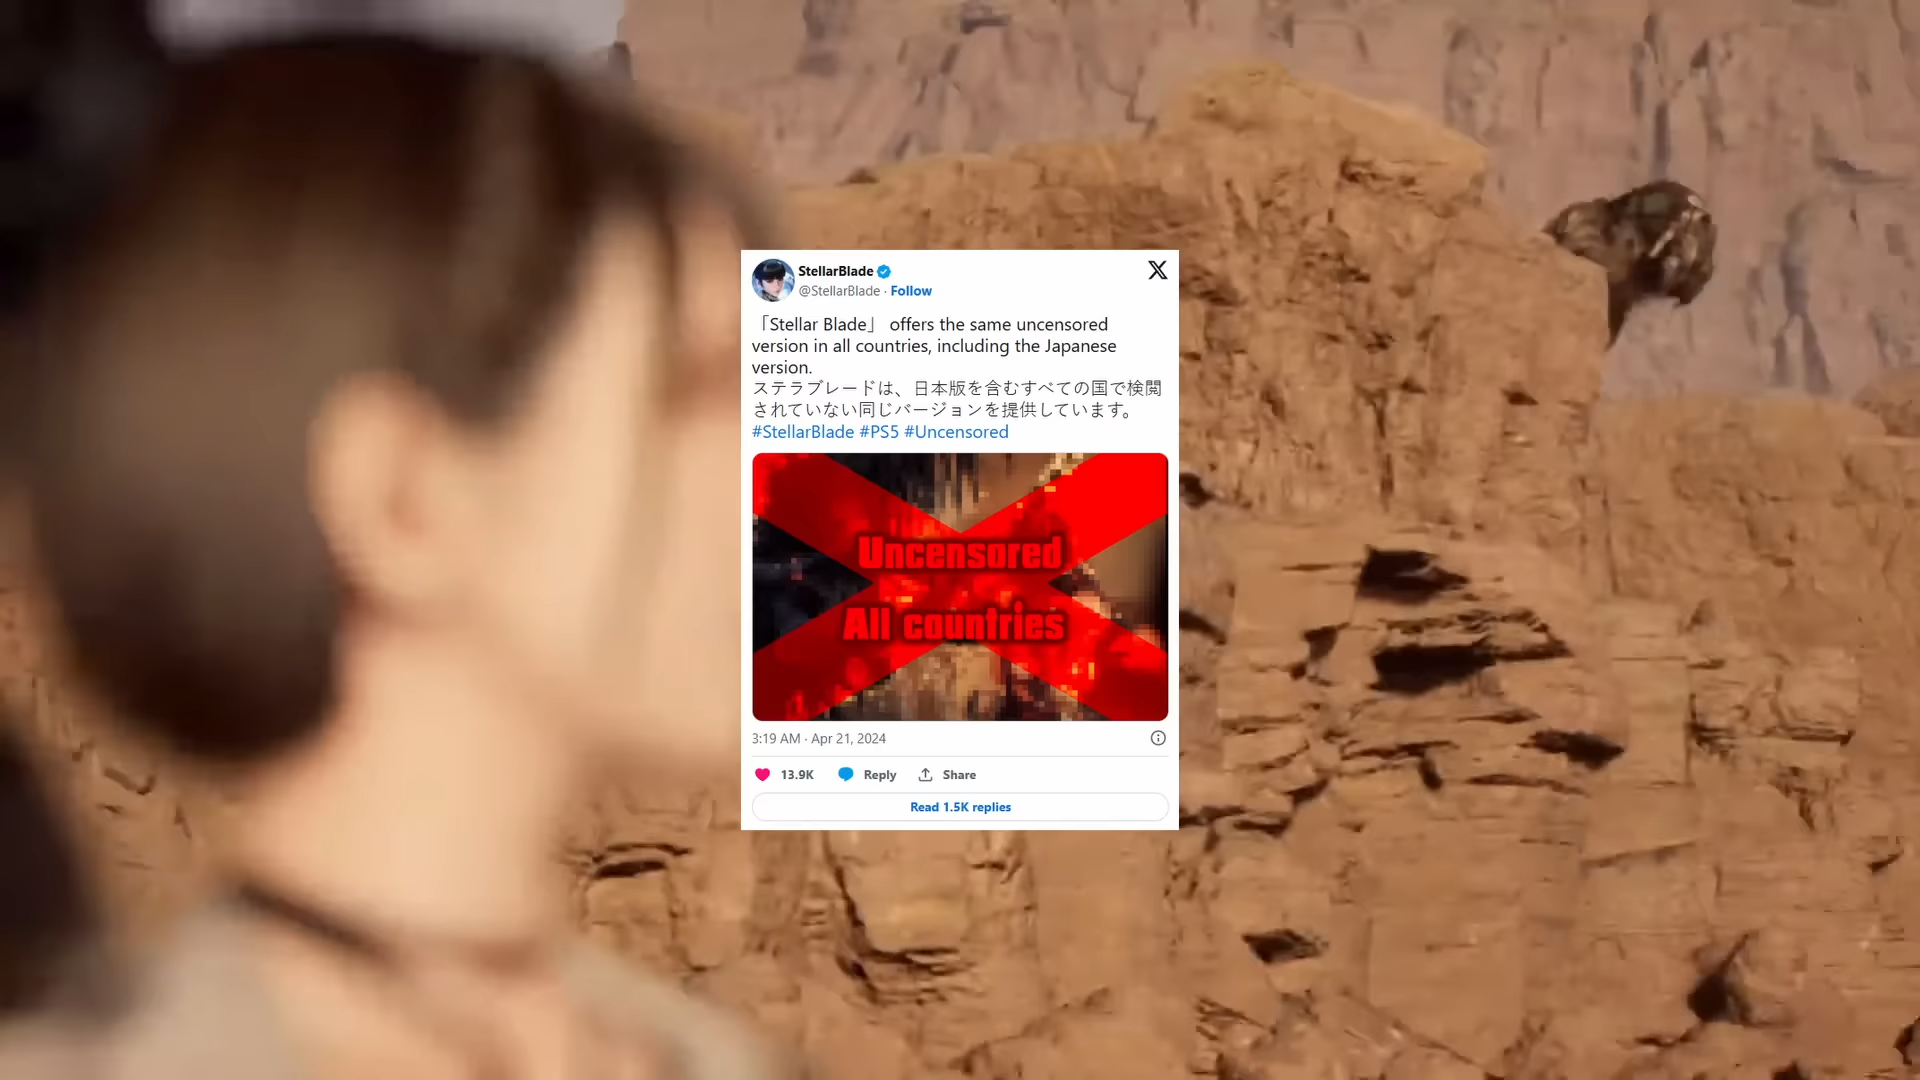 StellarBlade
@StellarBlade · Follow
「Stellar Blade」 offers the same uncensored
version in all countries, including the Japanese
version.
ステラブレードは、日本版を含むすべての国で検閲
されていない同じバージョンを提供しています。
#StellarBlade #PS5 #Uncensored
Uncensored
All countries
3:19 AM · Apr 21, 2024
13.9K Reply Share
Read 1.5K replies